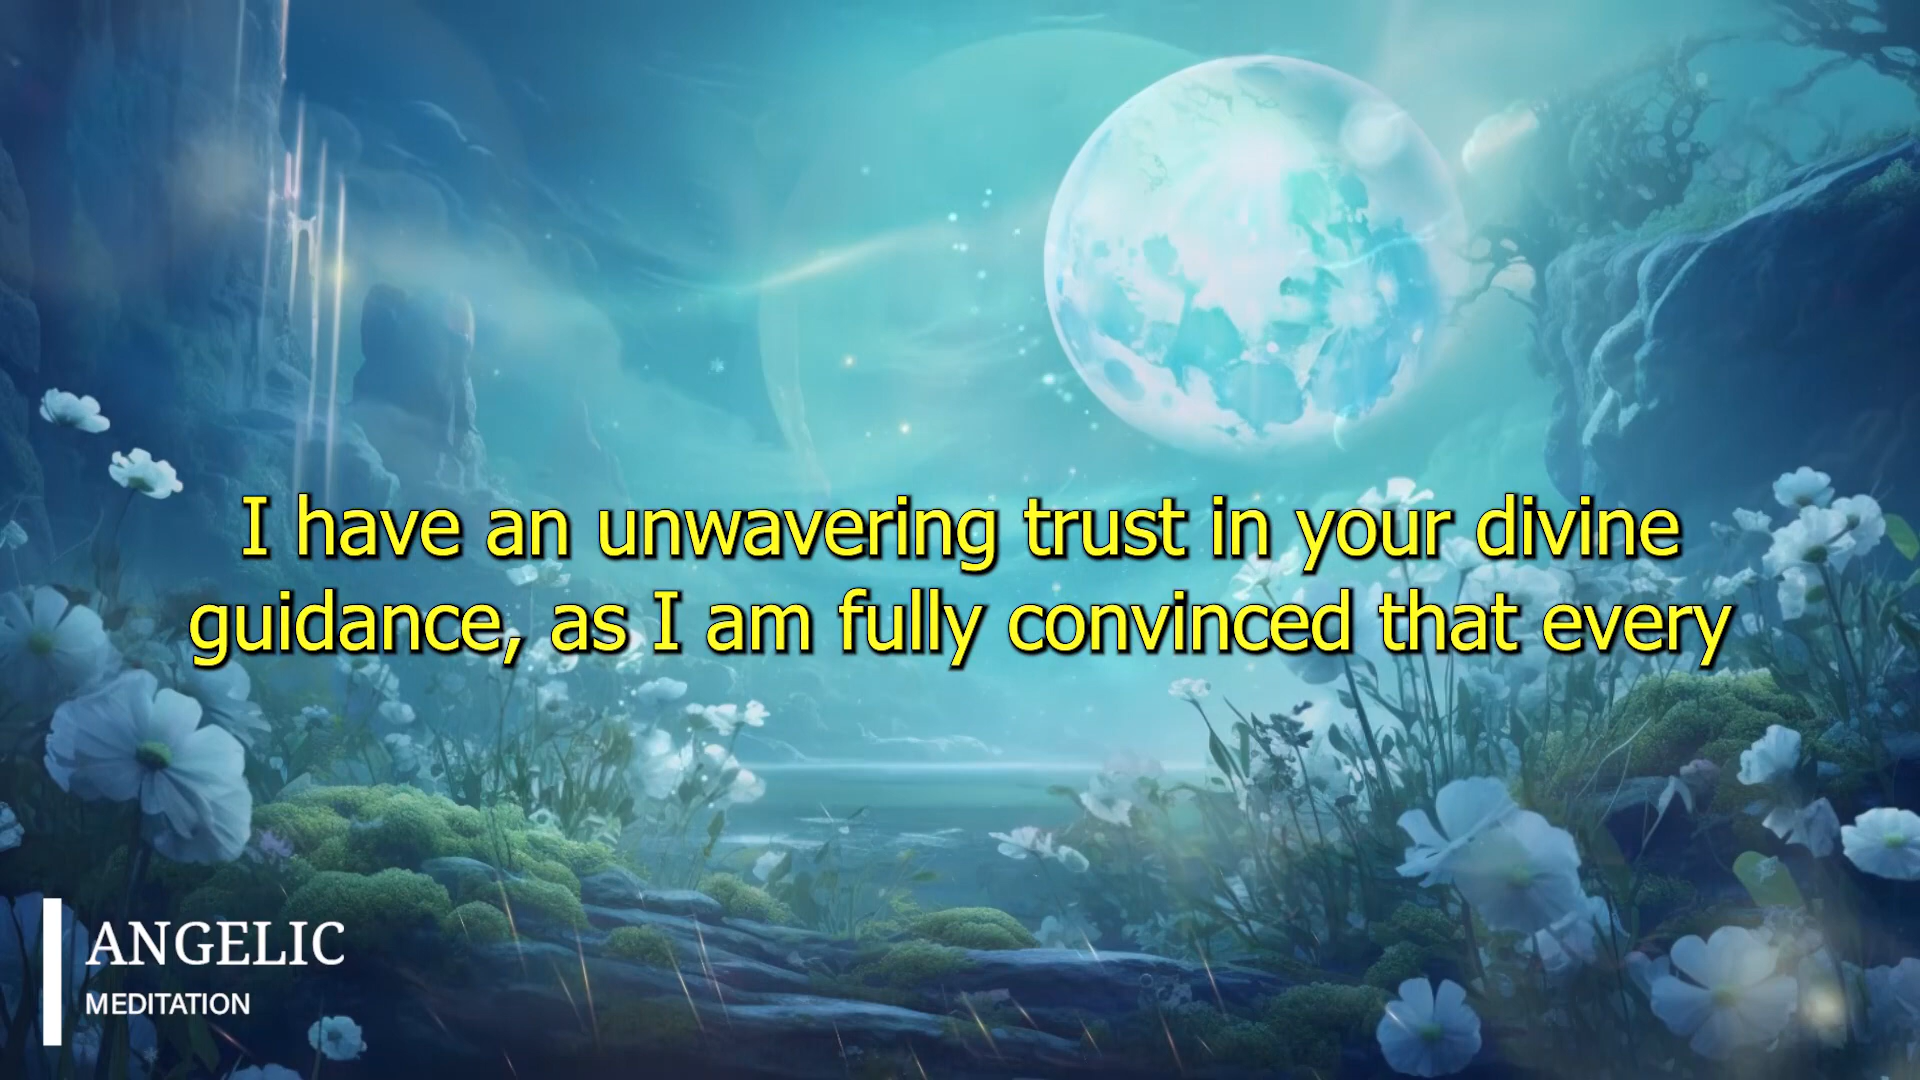 I have an unwavering trust in your divine
guidance, as I am fully convinced that every
ANGELIC
MEDITATION